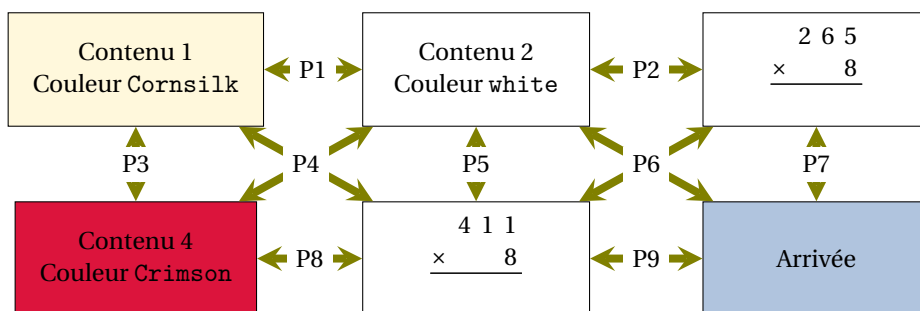 Contenu 1
Couleur Cornsilk
P1
Contenu 2
Couleur white
P2
2 6 5
× 8
P3
P4
P5
P6
P7
Contenu 4
Couleur Crimson
P8
4 1 1
× 8
P9
Arrivée